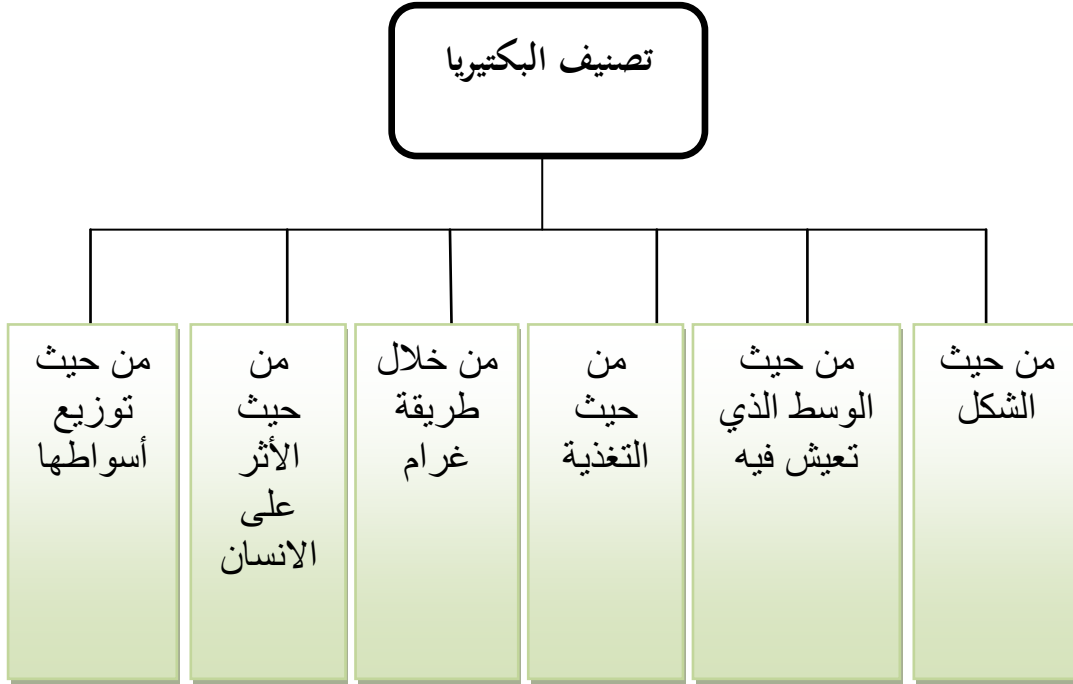 تصنيف البكتيريا
من حيث
الشكل
من حيث
الوسط الذي
تعيش فيه
من
حيث
التغذية
من خلال
طريقة
غرام
من
حيث
الأثر
على
الانسان
من حيث
توزيع
أسواطها